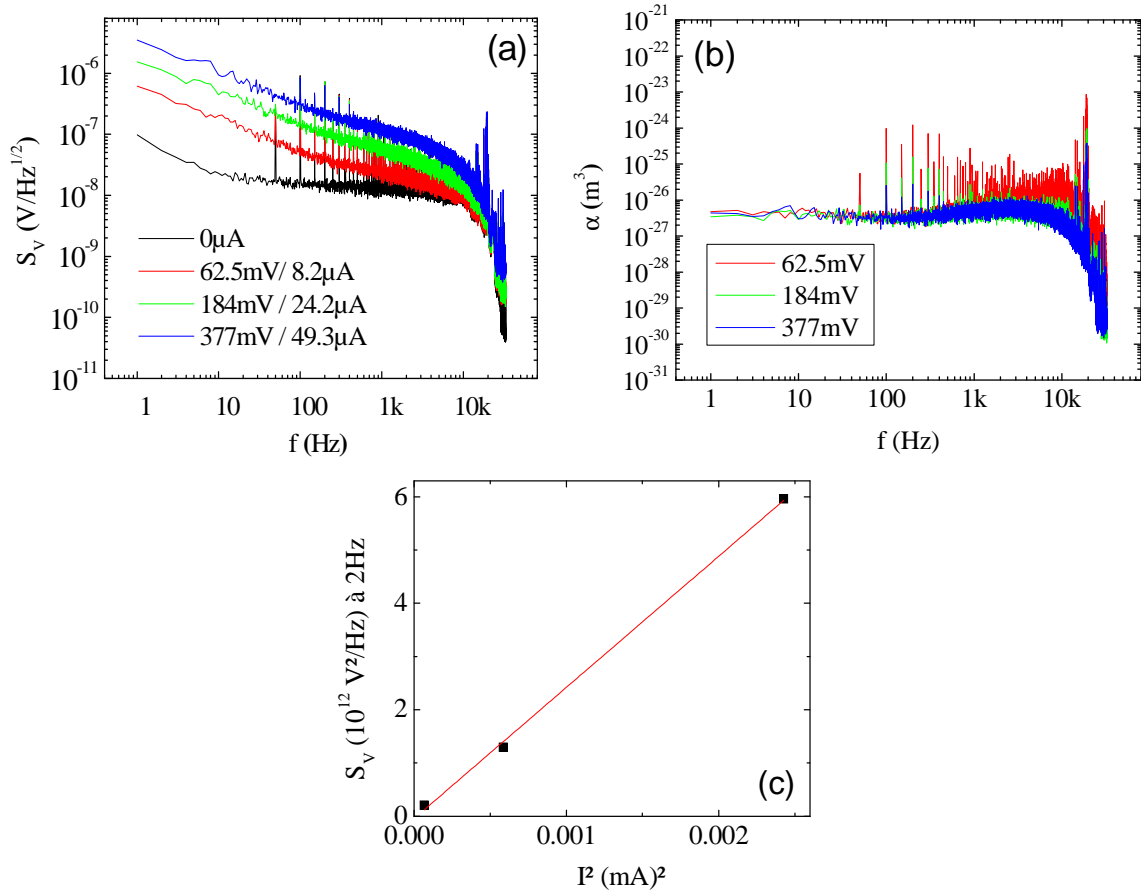 (a)
S_V (V/Hz^1/2)
10^-6
10^-7
10^-8
10^-9
10^-10
10^-11
0µA
62.5mV/ 8.2µA
184mV / 24.2µA
377mV / 49.3µA
1 10 100 1k 10k
f (Hz)
(b)
α (m³)
10^-21
10^-22
10^-23
10^-24
10^-25
10^-26
10^-27
10^-28
10^-29
10^-30
10^-31
62.5mV
184mV
377mV
1 10 100 1k 10k
f (Hz)
S_V (10^12 V²/Hz) à 2Hz
6
4
2
0
(c)
0.000 0.001 0.002
I² (mA)²